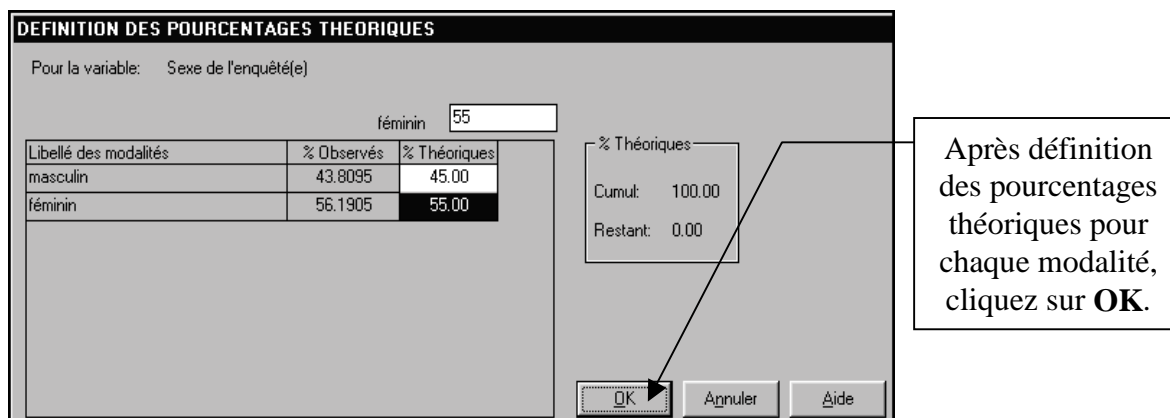 DEFINITION DES POURCENTAGES THEORIQUES
Pour la variable: Sexe de l'enquêté(e)
féminin 55
Libellé des modalités % Observés % Théoriques
masculin 43.8095 45.00
féminin 56.1905 55.00
% Théoriques
Cumul: 100.00
Restant: 0.00
OK Annuler Aide
Après définition
des pourcentages
théoriques pour
chaque modalité,
cliquez sur OK.